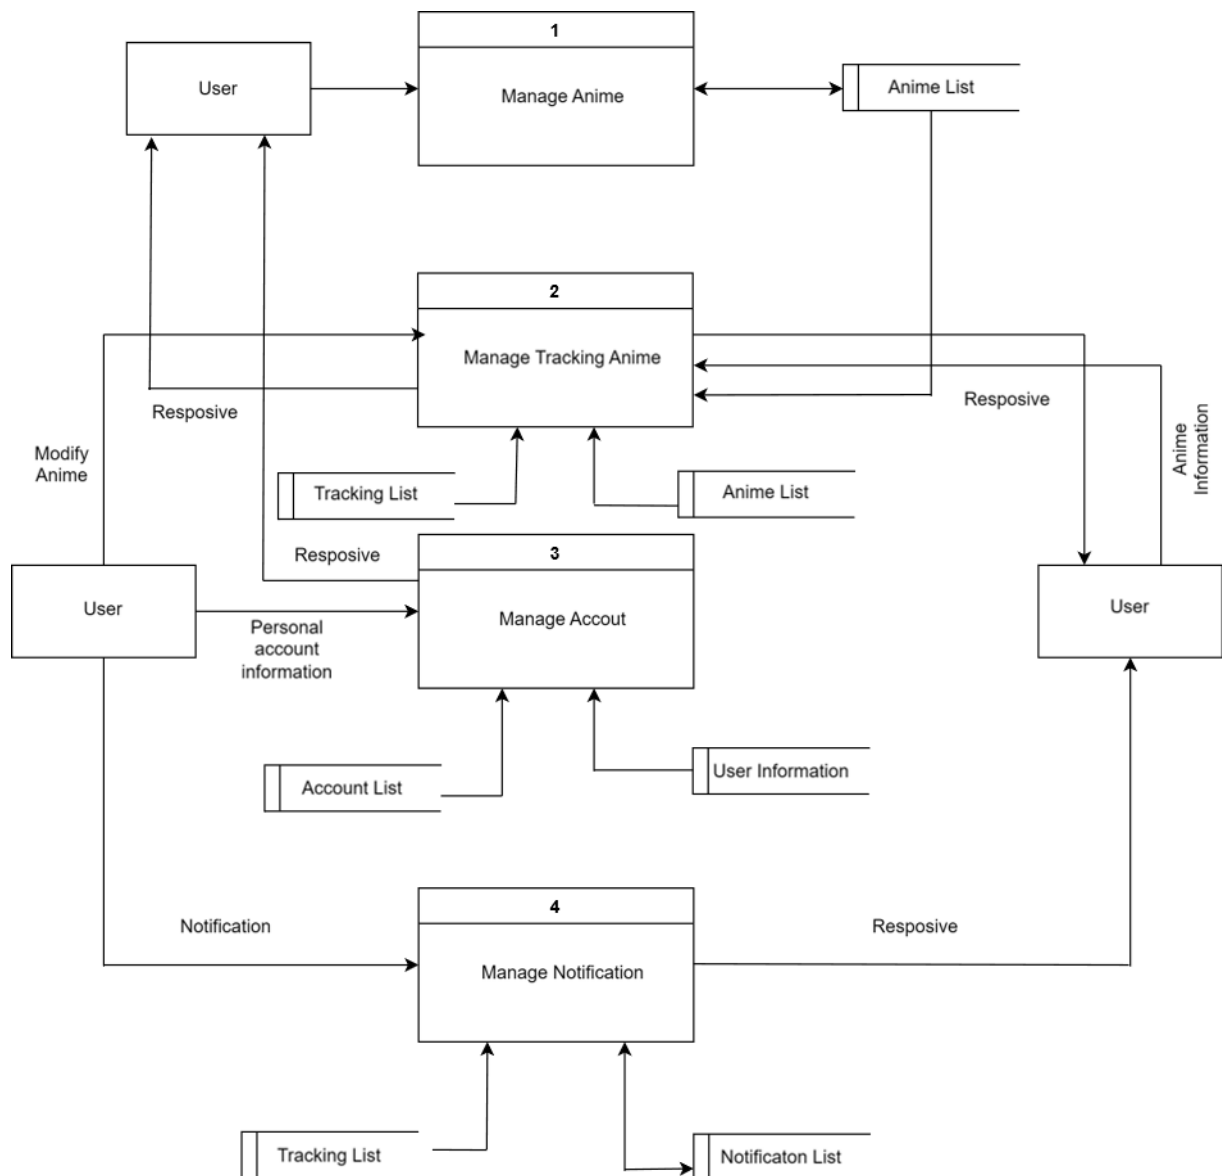 1
User
Manage Anime
Anime List
2
Manage Tracking Anime
Resposive
Resposive
Modify
Anime
Anime
Information
Tracking List
Anime List
Resposive
3
User
Manage Accout
User
Personal
account
information
Account List
User Information
4
Notification
Resposive
Manage Notification
Tracking List
Notificaton List